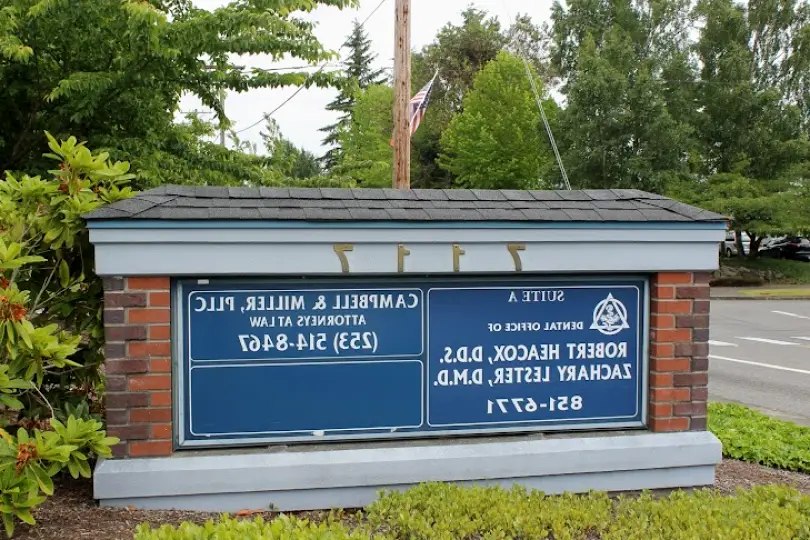 7117
SUITE A
DENTAL OFFICE OF
ROBERT HEACOX, D.D.S.
ZACHARY LESTER, D.M.D.
851-6771
CAMPBELL & MILLER, PLLC
ATTORNEYS AT LAW
(253) 514-8467